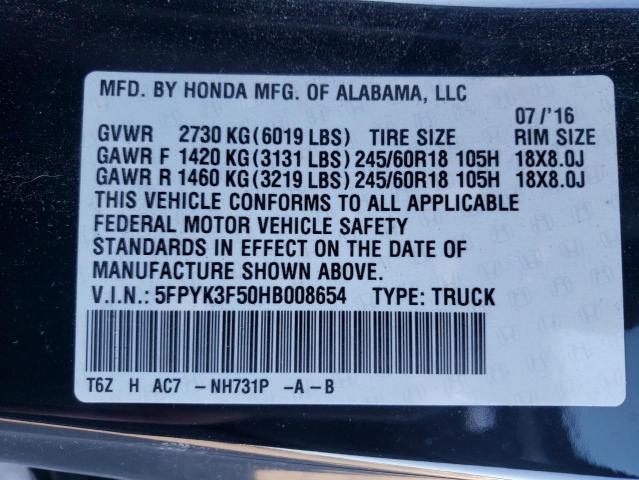 MFD. BY HONDA MFG. OF ALABAMA, LLC
07/'16
GVWR 2730 KG(6019 LBS) TIRE SIZE RIM SIZE
GAWR F 1420 KG(3131 LBS) 245/60R18 105H 18X8.0J
GAWR R 1460 KG(3219 LBS) 245/60R18 105H 18X8.0J
THIS VEHICLE CONFORMS TO ALL APPLICABLE
FEDERAL MOTOR VEHICLE SAFETY
STANDARDS IN EFFECT ON THE DATE OF
MANUFACTURE SHOWN ABOVE.
V.I.N.: 5FPYK3F50HB008654 TYPE: TRUCK
T6Z H AC7 -NH731P -A-B